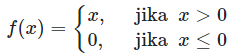 f(x) = { x, jika x > 0
0, jika x ≤ 0